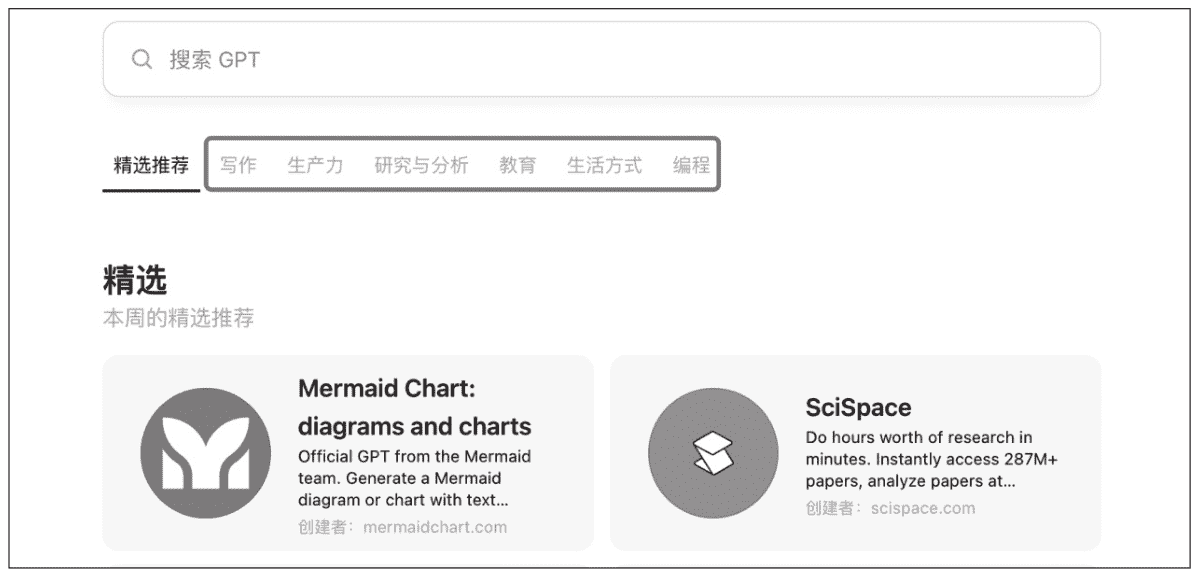 搜索 GPT
精选推荐 写作 生产力 研究与分析 教育 生活方式 编程
精选
本周的精选推荐
Mermaid Chart:
diagrams and charts
Official GPT from the Mermaid
team. Generate a Mermaid
diagram or chart with text...
创建者：mermaidchart.com
SciSpace
Do hours worth of research in
minutes. Instantly access 287M+
papers, analyze papers at...
创建者：scispace.com